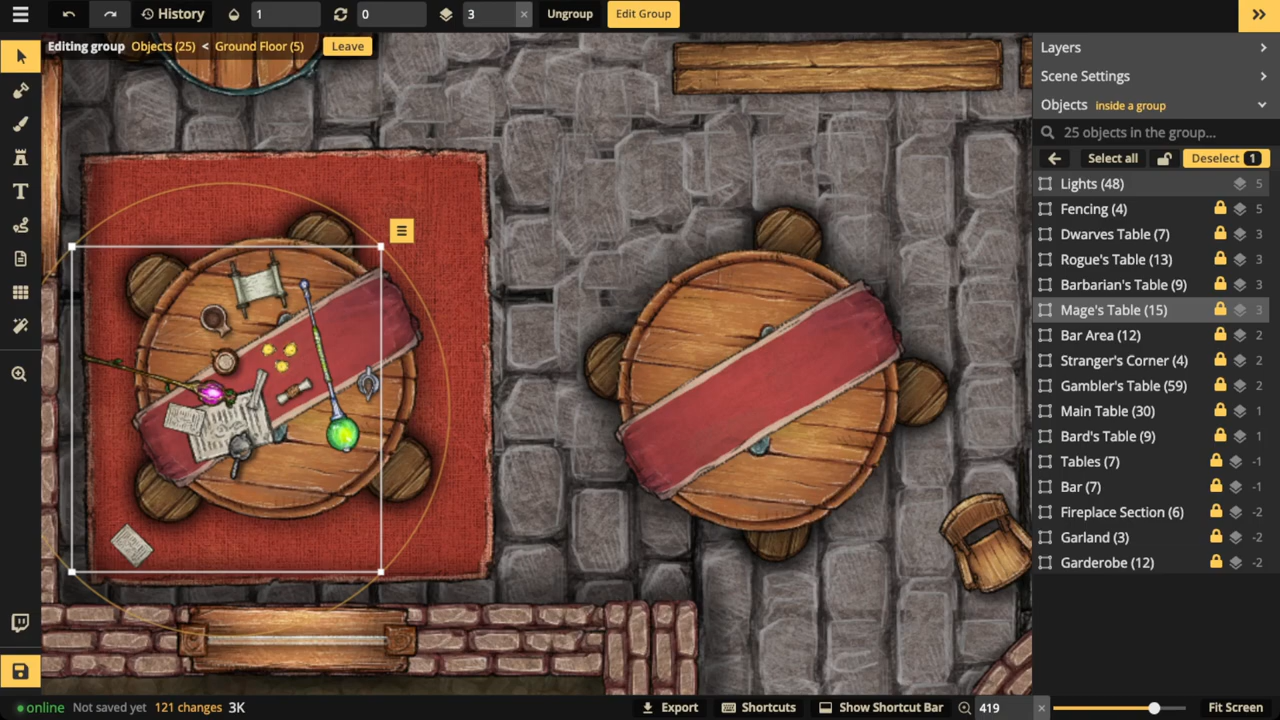 History 1 0 3 × Ungroup Edit Group
Editing group Objects (25) < Ground Floor (5) Leave
Layers
Scene Settings
Objects inside a group
25 objects in the group...
Select all Deselect 1
Lights (48) 5
Fencing (4) 5
Dwarves Table (7) 3
Rogue's Table (13) 3
Barbarian's Table (9) 3
Mage's Table (15) 3
Bar Area (12) 2
Stranger's Corner (4) 2
Gambler's Table (59) 2
Main Table (30) 1
Bard's Table (9) 1
Tables (7) -1
Bar (7) -1
Fireplace Section (6) -2
Garland (3) -2
Garderobe (12) -2
online Not saved yet 121 changes 3K Export Shortcuts Show Shortcut Bar 419 × Fit Screen